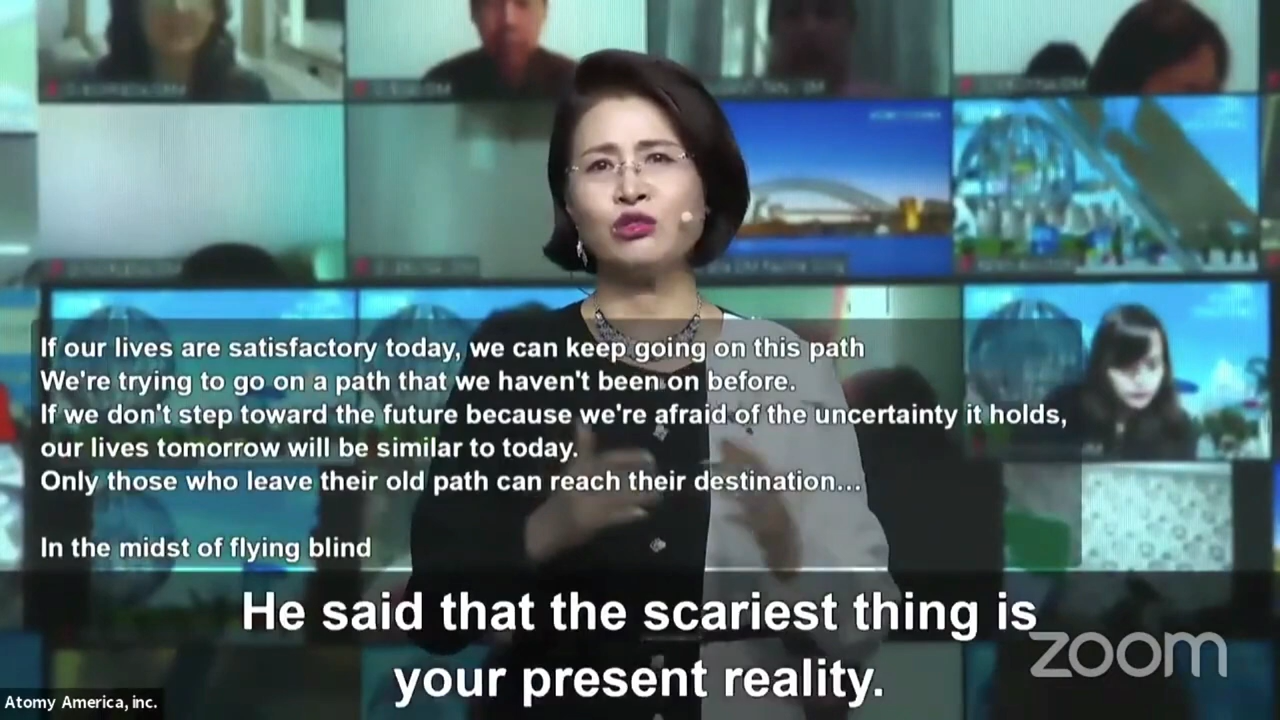 If our lives are satisfactory today, we can keep going on this path
We're trying to go on a path that we haven't been on before.
If we don't step toward the future because we're afraid of the uncertainty it holds,
our lives tomorrow will be similar to today.
Only those who leave their old path can reach their destination...
In the midst of flying blind
He said that the scariest thing is
your present reality.
zoom
Atomy America, inc.